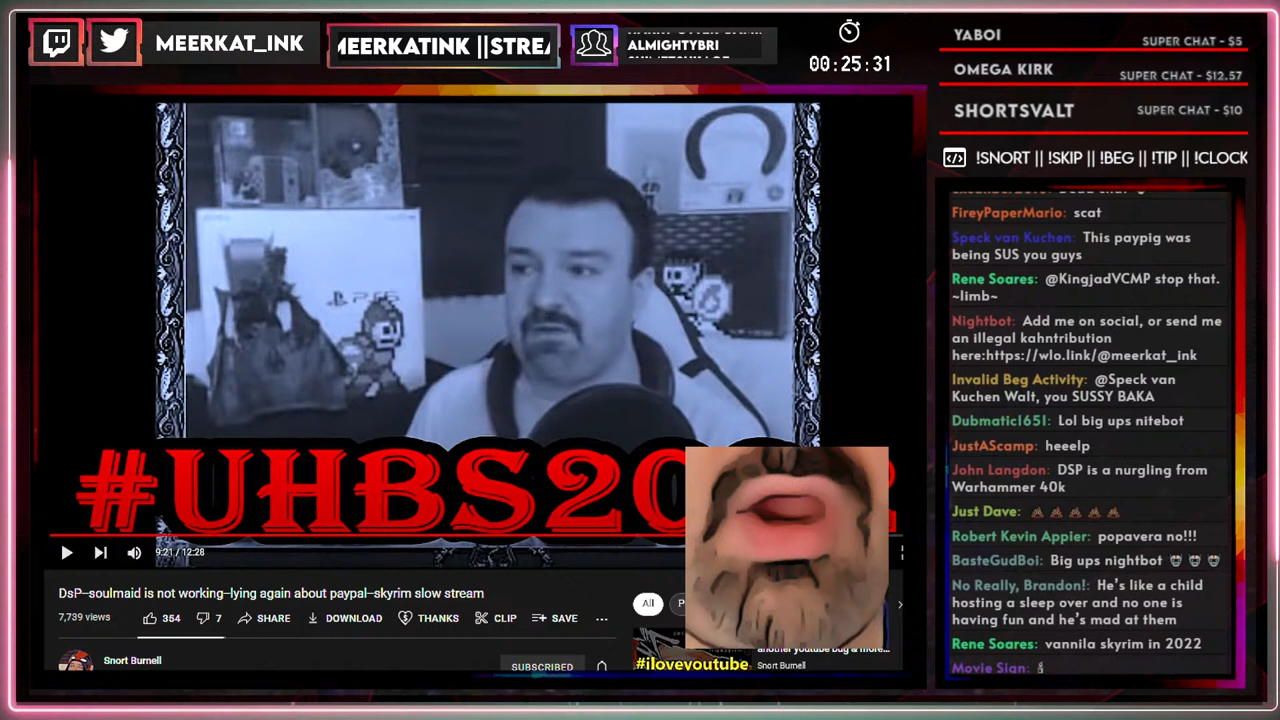 MEERKAT_INK
MEERKATINK ||STREA
ALMIGHTYBRI
00:25:31
YABOI
SUPER CHAT - $5
OMEGA KIRK
SUPER CHAT - $12.57
SHORTSVALT
SUPER CHAT - $10
!SNORT || !SKIP || !BEG || !TIP || !CLOCK
FireyPaperMario: scat
Speck van Kuchen: This paypig was
being SUS you guys
Rene Soares: @KingjadVCMP stop that.
~limb~
Nightbot: Add me on social, or send me
an illegal kahntribution
here:https://wlo.link/@meerkat_ink
Invalid Beg Activity: @Speck van
Kuchen Walt, you SUSSY BAKA
Dubmatic1651: Lol big ups nitebot
JustAScamp: heeelp
John Langdon: DSP is a nurgling from
Warhammer 40k
Just Dave:
Robert Kevin Appier: popavera no!!!
BasteGudBoi: Big ups nightbot
No Really, Brandon!: He's like a child
hosting a sleep over and no one is
having fun and he's mad at them
Rene Soares: vannila skyrim in 2022
Movie Sign:
PS5
#UHBS20
9:21 / 12:28
DsP–soulmaid is not working–lying again about paypal–skyrim slow stream
7,739 views
354
7
SHARE
DOWNLOAD
THANKS
CLIP
SAVE
Snort Burnell
SUBSCRIBED
All
#iloveyoutube
another youtube bug & more...
Snort Burnell